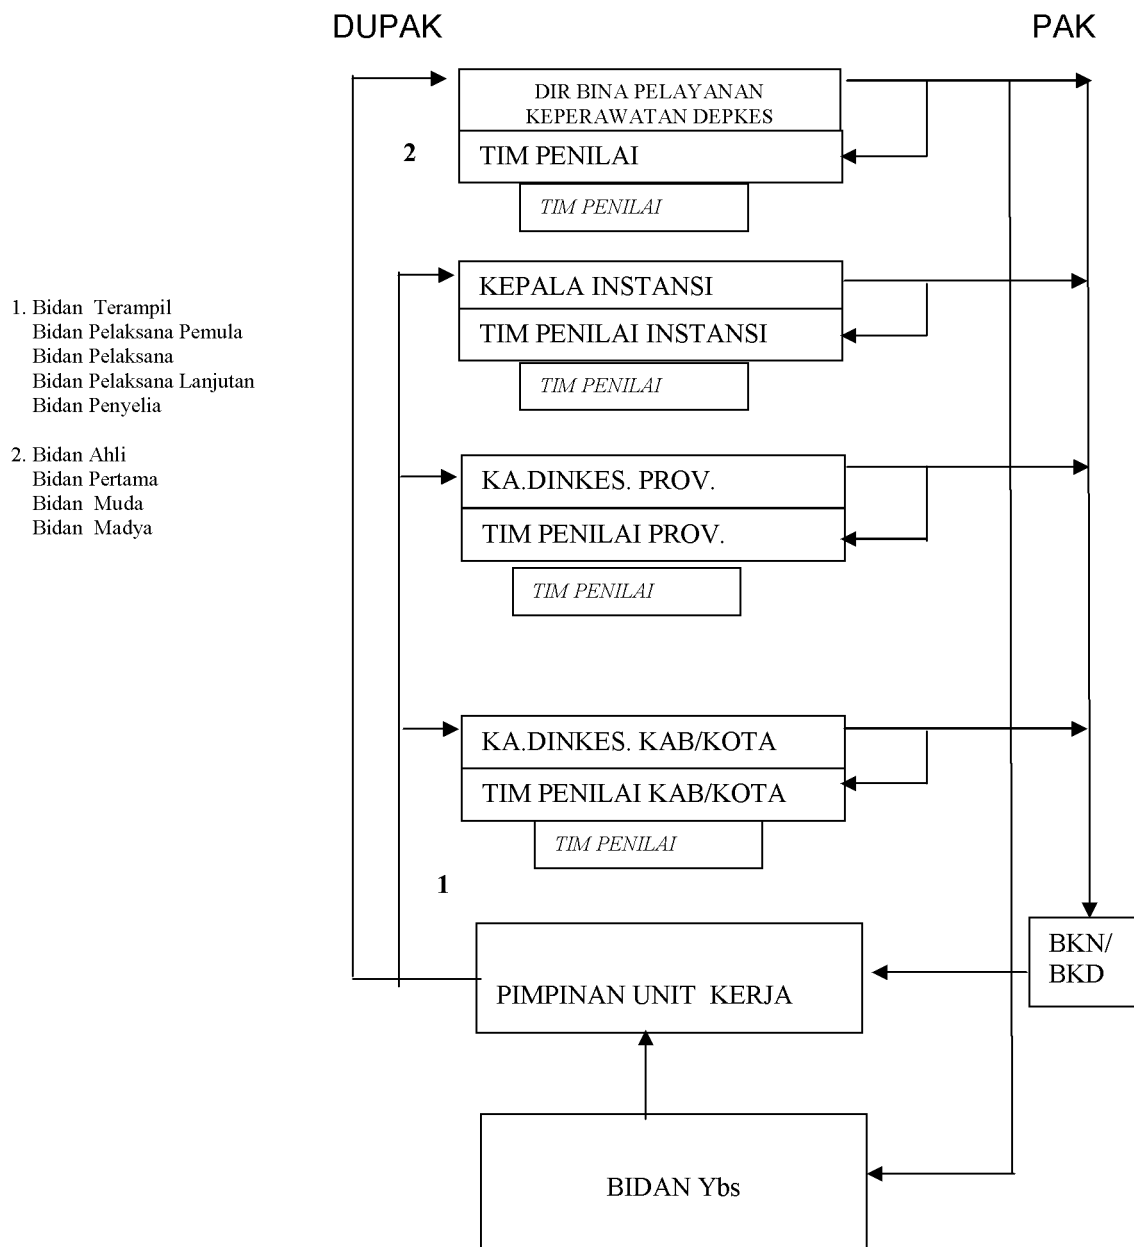 DUPAK
PAK
DIR BINA PELAYANAN
KEPERAWATAN DEPKES
2
TIM PENILAI
TIM PENILAI
KEPALA INSTANSI
TIM PENILAI INSTANSI
TIM PENILAI
1. Bidan Terampil
Bidan Pelaksana Pemula
Bidan Pelaksana
Bidan Pelaksana Lanjutan
Bidan Penyelia
2. Bidan Ahli
Bidan Pertama
Bidan Muda
Bidan Madya
KA.DINKES. PROV.
TIM PENILAI PROV.
TIM PENILAI
KA.DINKES. KAB/KOTA
TIM PENILAI KAB/KOTA
TIM PENILAI
1
PIMPINAN UNIT KERJA
BKN/
BKD
BIDAN Ybs